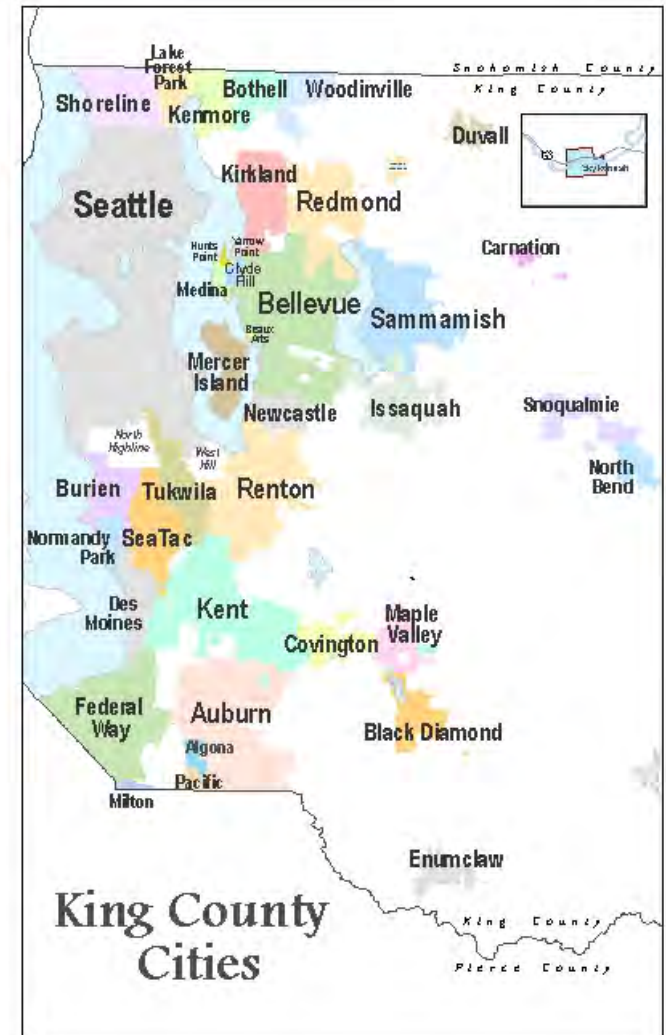 Snohomish County
King County
Lake
Forest
Park
Shoreline
Kenmore
Bothell
Woodinville
Duvall
Skykomish
Kirkland
Seattle
Redmond
Hunts
Point
Yarrow
Point
Clyde
Hill
Medina
Carnation
Bellevue
Sammamish
Beaux
Arts
Mercer
Island
Newcastle
Issaquah
Snoqualmie
North
Highline
West
Hill
North
Bend
Burien
Tukwila
Renton
Normandy
Park
SeaTac
Des
Moines
Kent
Covington
Maple
Valley
Federal
Way
Auburn
Black Diamond
Algona
Pacific
Milton
Enumclaw
King County
Cities
King County
Pierce County